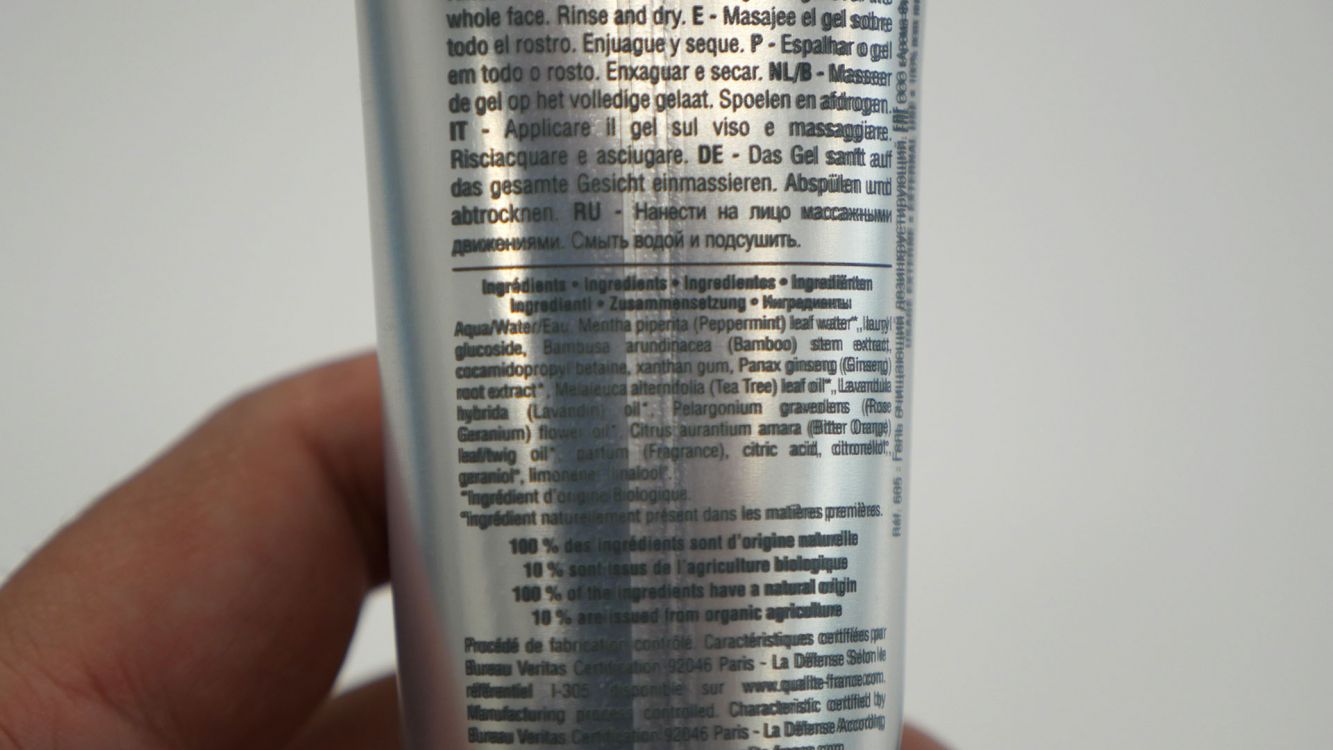 whole face. Rinse and dry. E - Masajee el gel sobre
todo el rostro. Enjuague y seque. P - Espalhar o gel
em todo o rosto. Enxaguar e secar. NL/B - Masseer
de gel op het volledige gelaat. Spoelen en afdrogen.
IT - Applicare il gel sul viso e massaggiare.
Risciacquare e asciugare. DE - Das Gel sanft auf
das gesamte Gesicht einmassieren. Abspülen und
abtrocknen. RU - Нанести на лицо массажными
движениями. Смыть водой и подсушить.
Ingrédients • Ingredients • Ingredientes • Ingrediënten
Ingredienti • Zusammensetzung • Ингредиенты
Aqua/Water/Eau, Mentha piperita (Peppermint) leaf water*, lauryl
glucoside, Bambusa arundinacea (Bamboo) stem extract,
cocamidopropyl betaine, xanthan gum, Panax ginseng (Ginseng)
root extract*, Melaleuca alternifolia (Tea Tree) leaf oil*, Lavandula
hybrida (Lavandin) oil*, Pelargonium graveolens (Rose
Geranium) flower oil*, Citrus aurantium amara (Bitter Orange)
leaf/twig oil*, parfum (Fragrance), citric acid, citronellol°,
geraniol°, limonene°, linalool°.
*Ingrédient d'origine Biologique.
°Ingrédient naturellement présent dans les matières premières.
100 % des ingrédients sont d'origine naturelle
10 % sont issus de l'agriculture biologique
100 % of the ingredients have a natural origin
10 % are issued from organic agriculture
Procédé de fabrication contrôlé. Caractéristiques certifiées par
Bureau Veritas Certification 92046 Paris - La Défense Selon le
référentiel I-305 disponible sur www.qualite-france.com.
Manufacturing process controlled. Characteristic certified by
Bureau Veritas Certification 92046 Paris - La Défense According
Réf. 605 : Гель очищающий дезинкрустирующий.